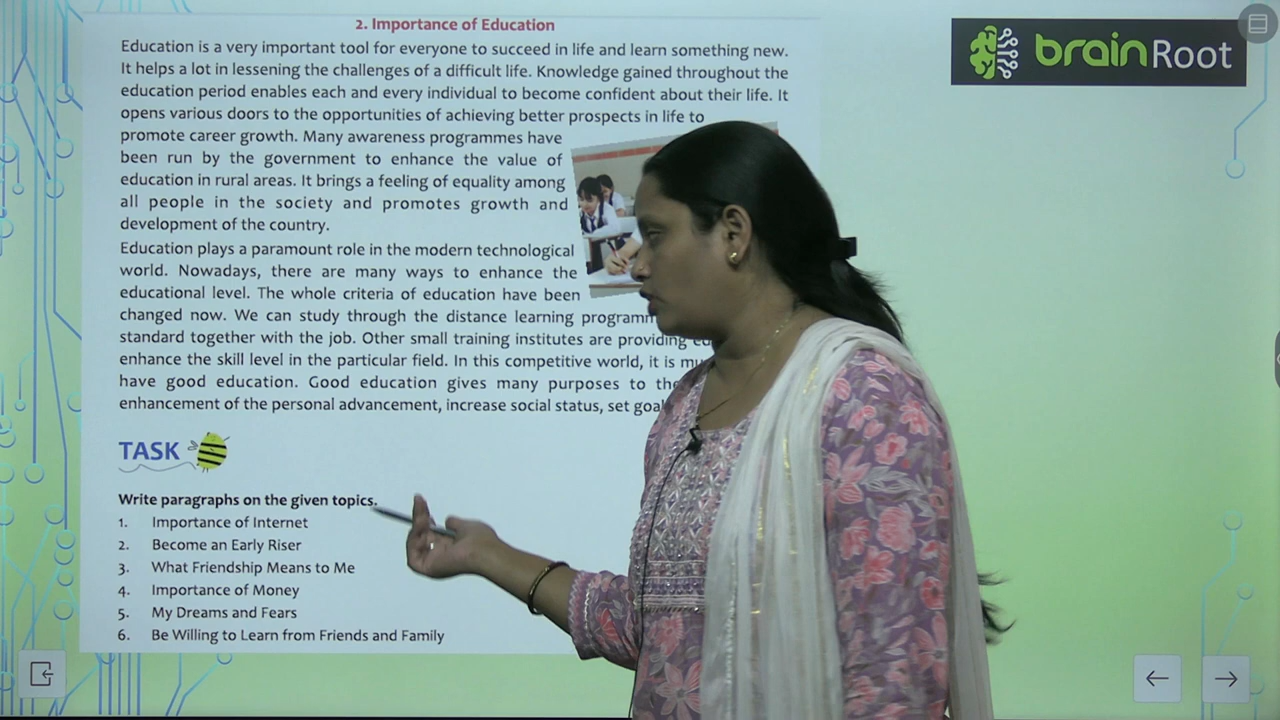 2. Importance of Education
Education is a very important tool for everyone to succeed in life and learn something new.
It helps a lot in lessening the challenges of a difficult life. Knowledge gained throughout the
education period enables each and every individual to become confident about their life. It
opens various doors to the opportunities of achieving better prospects in life to
promote career growth. Many awareness programmes have
been run by the government to enhance the value of
education in rural areas. It brings a feeling of equality among
all people in the society and promotes growth and
development of the country.
Education plays a paramount role in the modern technological
world. Nowadays, there are many ways to enhance the
educational level. The whole criteria of education have been
changed now. We can study through the distance learning
standard together with the job. Other small training institutes are providing
enhance the skill level in the particular field. In this competitive world, it is
have good education. Good education gives many purposes to
enhancement of the personal advancement, increase social status, set
TASK
Write paragraphs on the given topics.
1. Importance of Internet
2. Become an Early Riser
3. What Friendship Means to Me
4. Importance of Money
5. My Dreams and Fears
6. Be Willing to Learn from Friends and Family
brainRoot